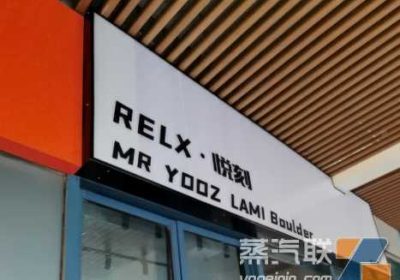 RELX · 悦刻
MR YOOZ LAMI Boulder
蒸汽联